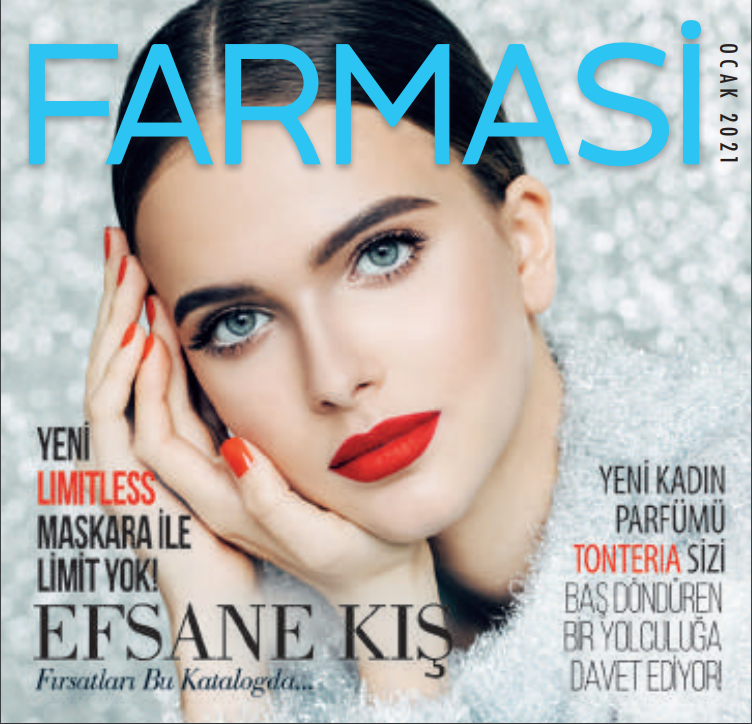 FARMASİ
OCAK 2021
YENİ
LIMITLESS
MASKARA İLE
LİMİT YOK!
EFSANE KIŞ
Fırsatları Bu Katalogda...
YENİ KADIN
PARFÜMÜ
TONTERIA SİZİ
BAŞ DÖNDÜREN
BİR YOLCULUĞA
DAVET EDİYOR!